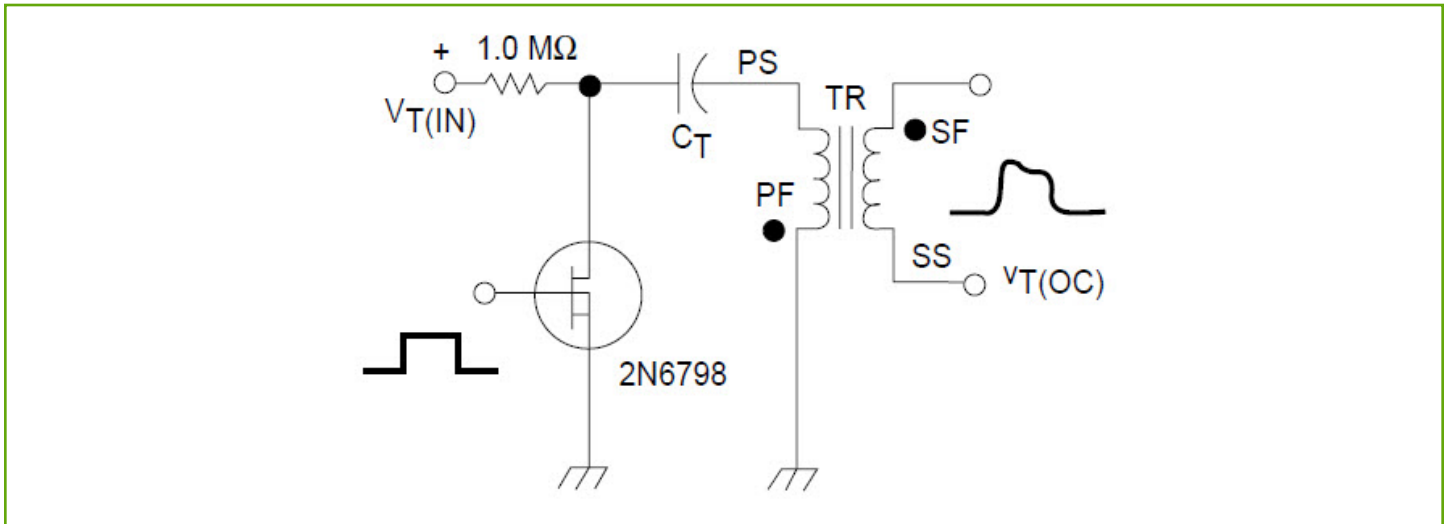 +
1.0 MΩ
VT(IN)
CT
PS
TR
SF
PF
SS
VT(OC)
2N6798